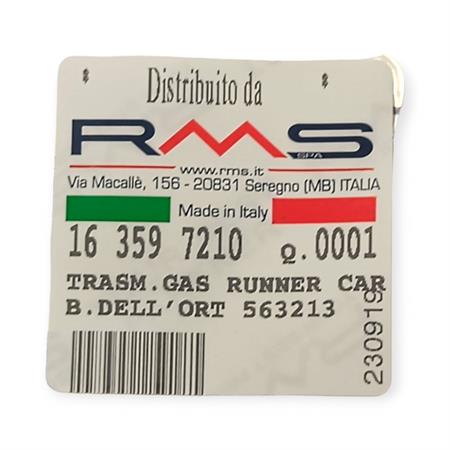 Distribuito da
RMS
SPA
www.rms.it
Via Macallè, 156 - 20831 Seregno (MB) ITALIA
Made in Italy
16 359 7210 Q.0001
TRASM.GAS RUNNER CAR
B.DELL'ORT 563213
230919